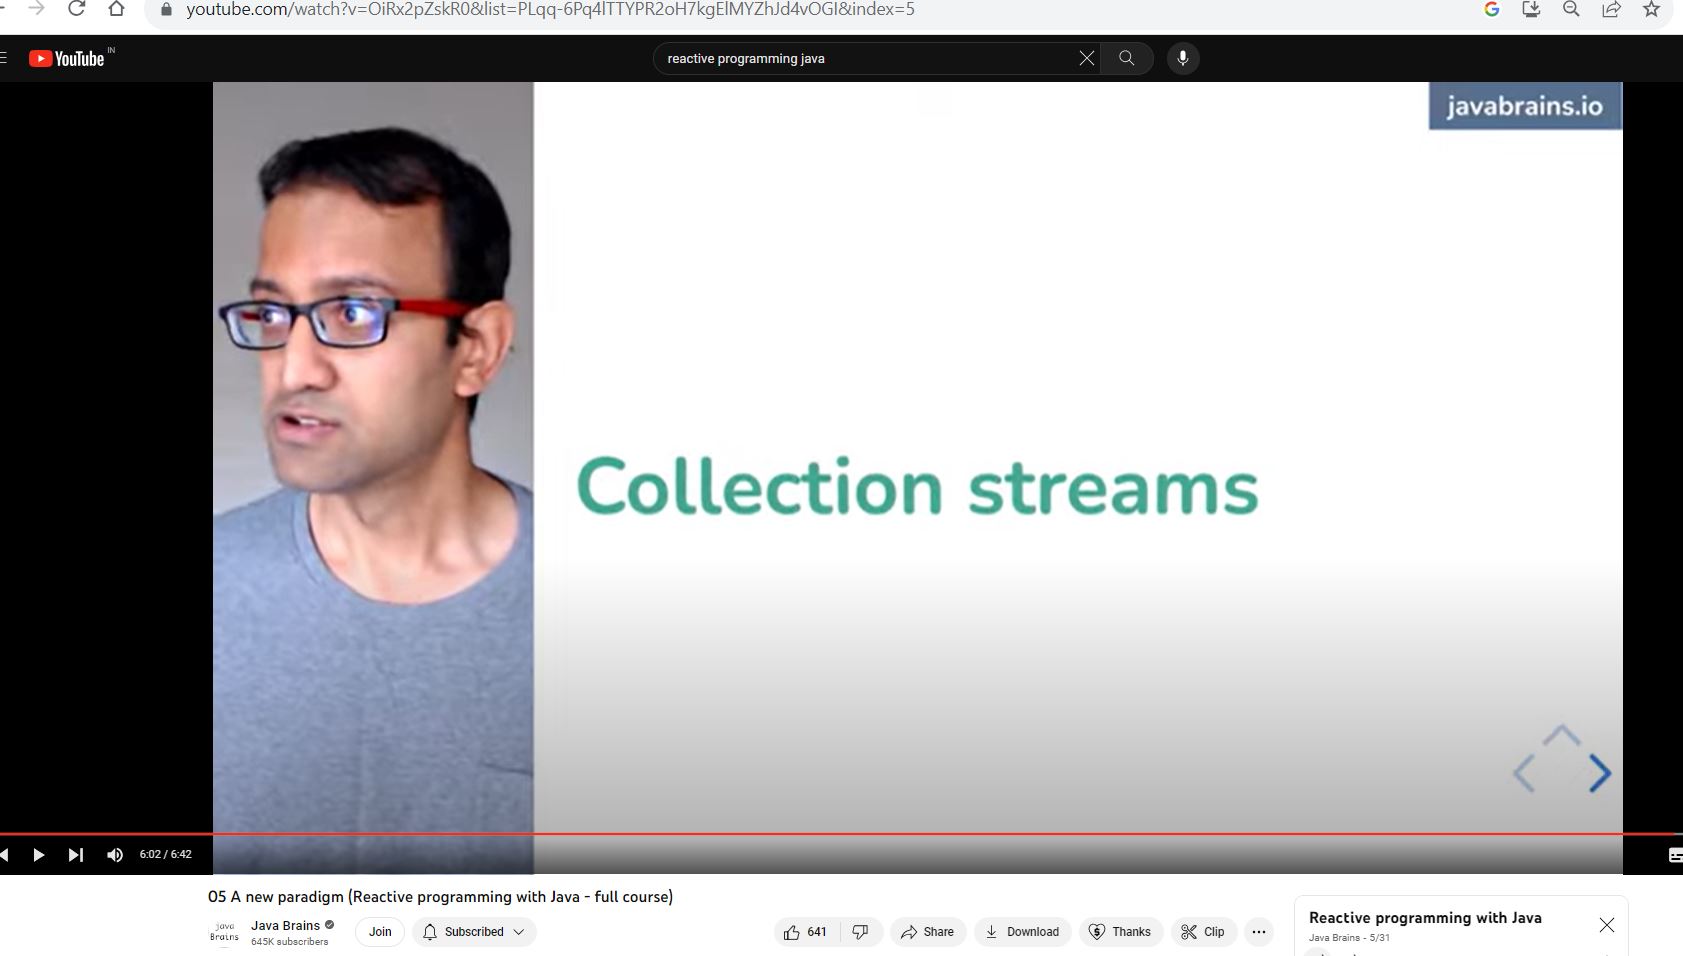 youtube.com/watch?v=OiRx2pZskR0&list=PLqq-6Pq4lTTYPR2oH7kgElMYZhJd4vOGI&index=5
YouTube IN
reactive programming java
javabrains.io
Collection streams
6:02 / 6:42
05 A new paradigm (Reactive programming with Java - full course)
java
Brains
Java Brains
645K subscribers
Join
Subscribed
641
Share
Download
Thanks
Clip
Reactive programming with Java
Java Brains - 5/31